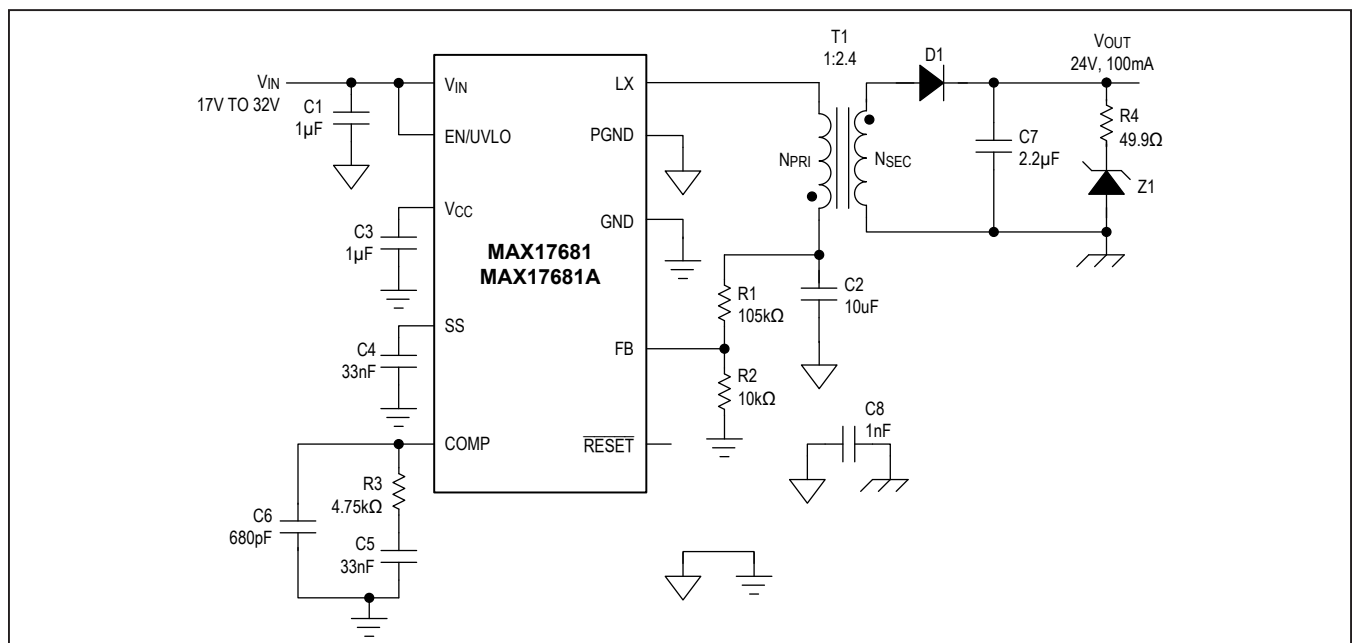 VIN
17V TO 32V
C1
1µF
VIN
EN/UVLO
VCC
C3
1µF
SS
C4
33nF
COMP
R3
4.75kΩ
C6
680pF
C5
33nF
MAX17681
MAX17681A
LX
PGND
GND
FB
RESET
T1
1:2.4
NPRI
NSEC
D1
VOUT
24V, 100mA
C7
2.2µF
R4
49.9Ω
Z1
R1
105kΩ
C2
10uF
R2
10kΩ
C8
1nF